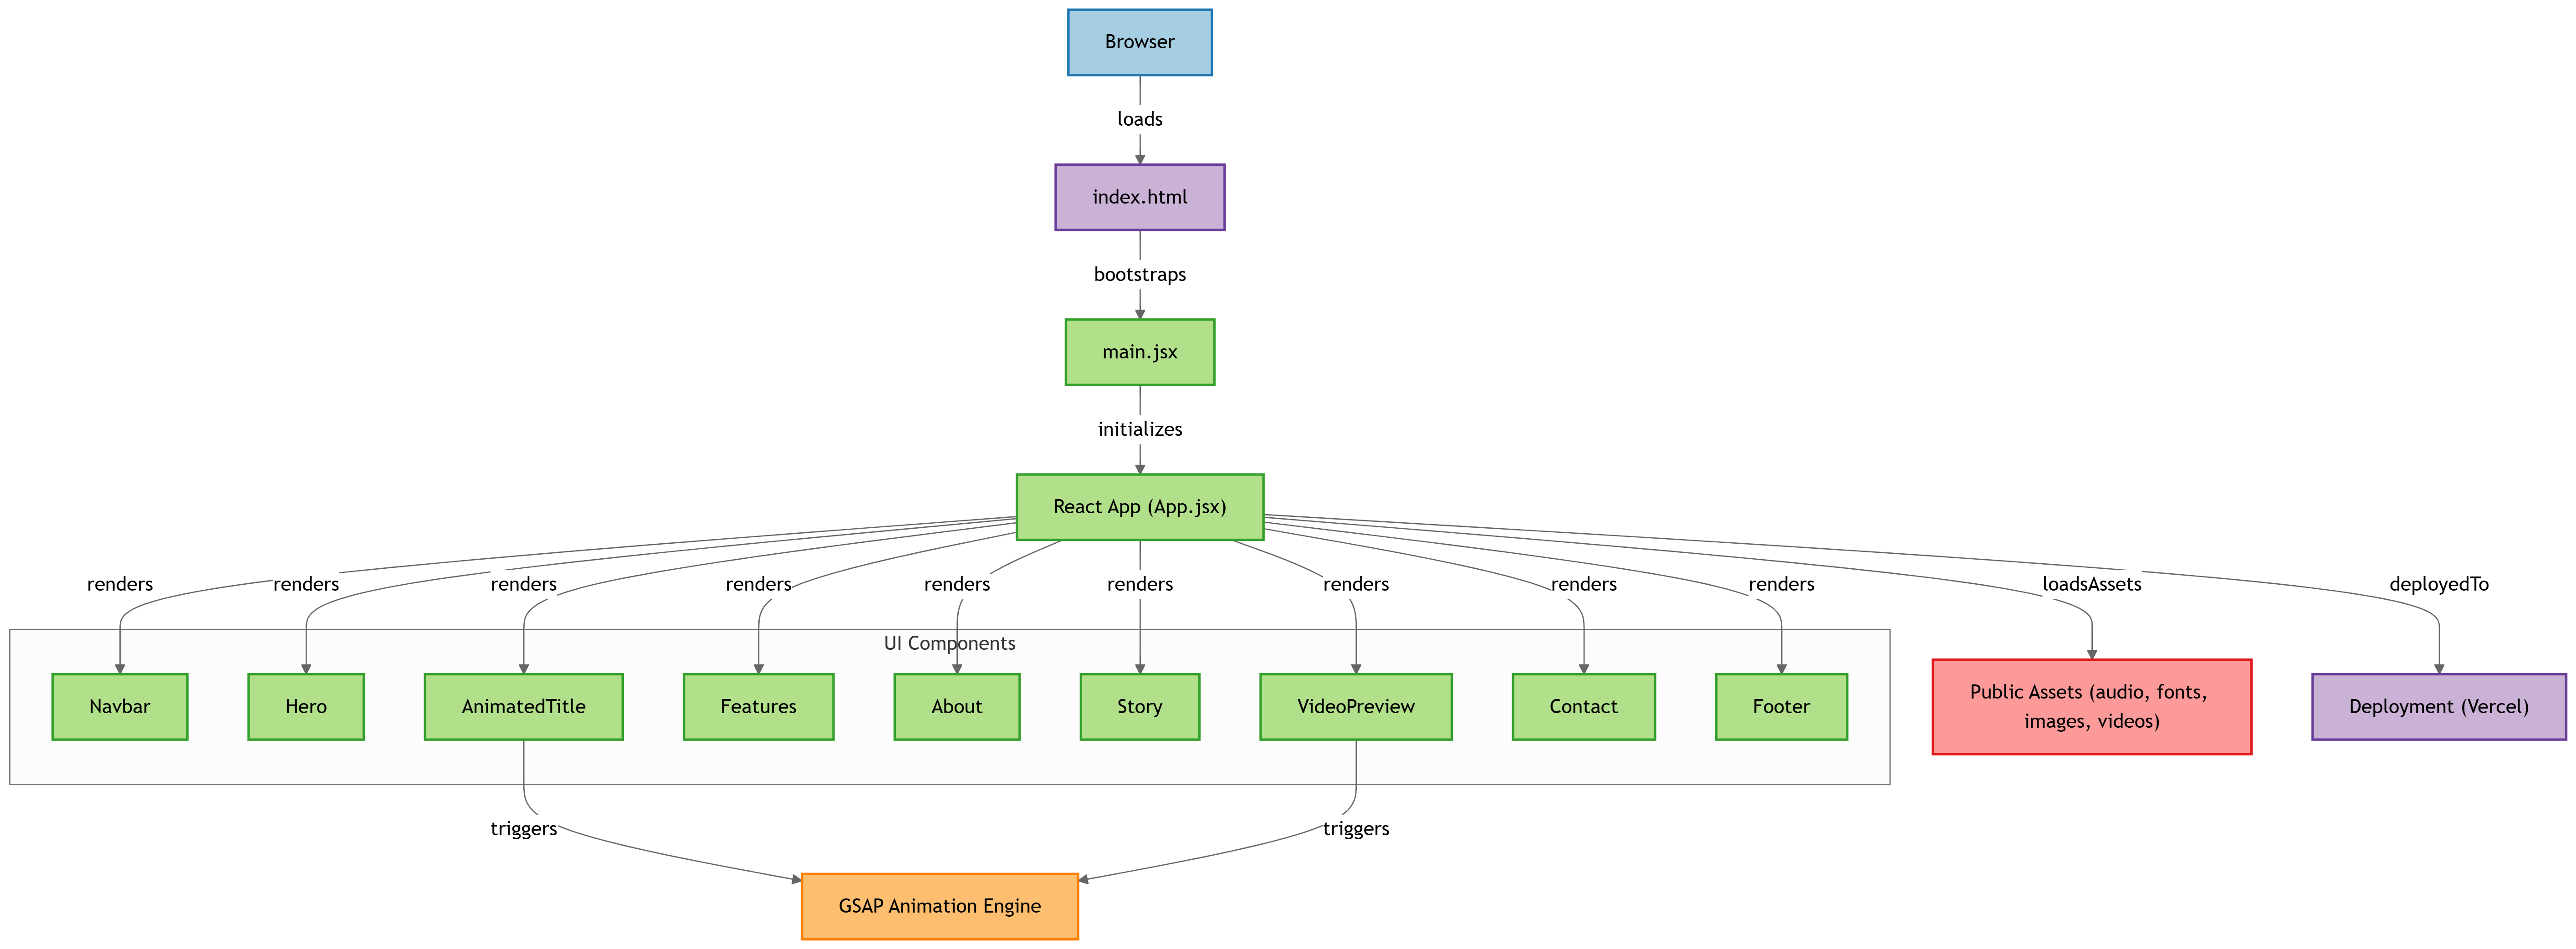 Browser
loads
index.html
bootstraps
main.jsx
initializes
React App (App.jsx)
renders
renders
renders
renders
renders
renders
renders
renders
renders
loadsAssets
deployedTo
UI Components
Navbar
Hero
AnimatedTitle
Features
About
Story
VideoPreview
Contact
Footer
Public Assets (audio, fonts,
images, videos)
Deployment (Vercel)
triggers
triggers
GSAP Animation Engine